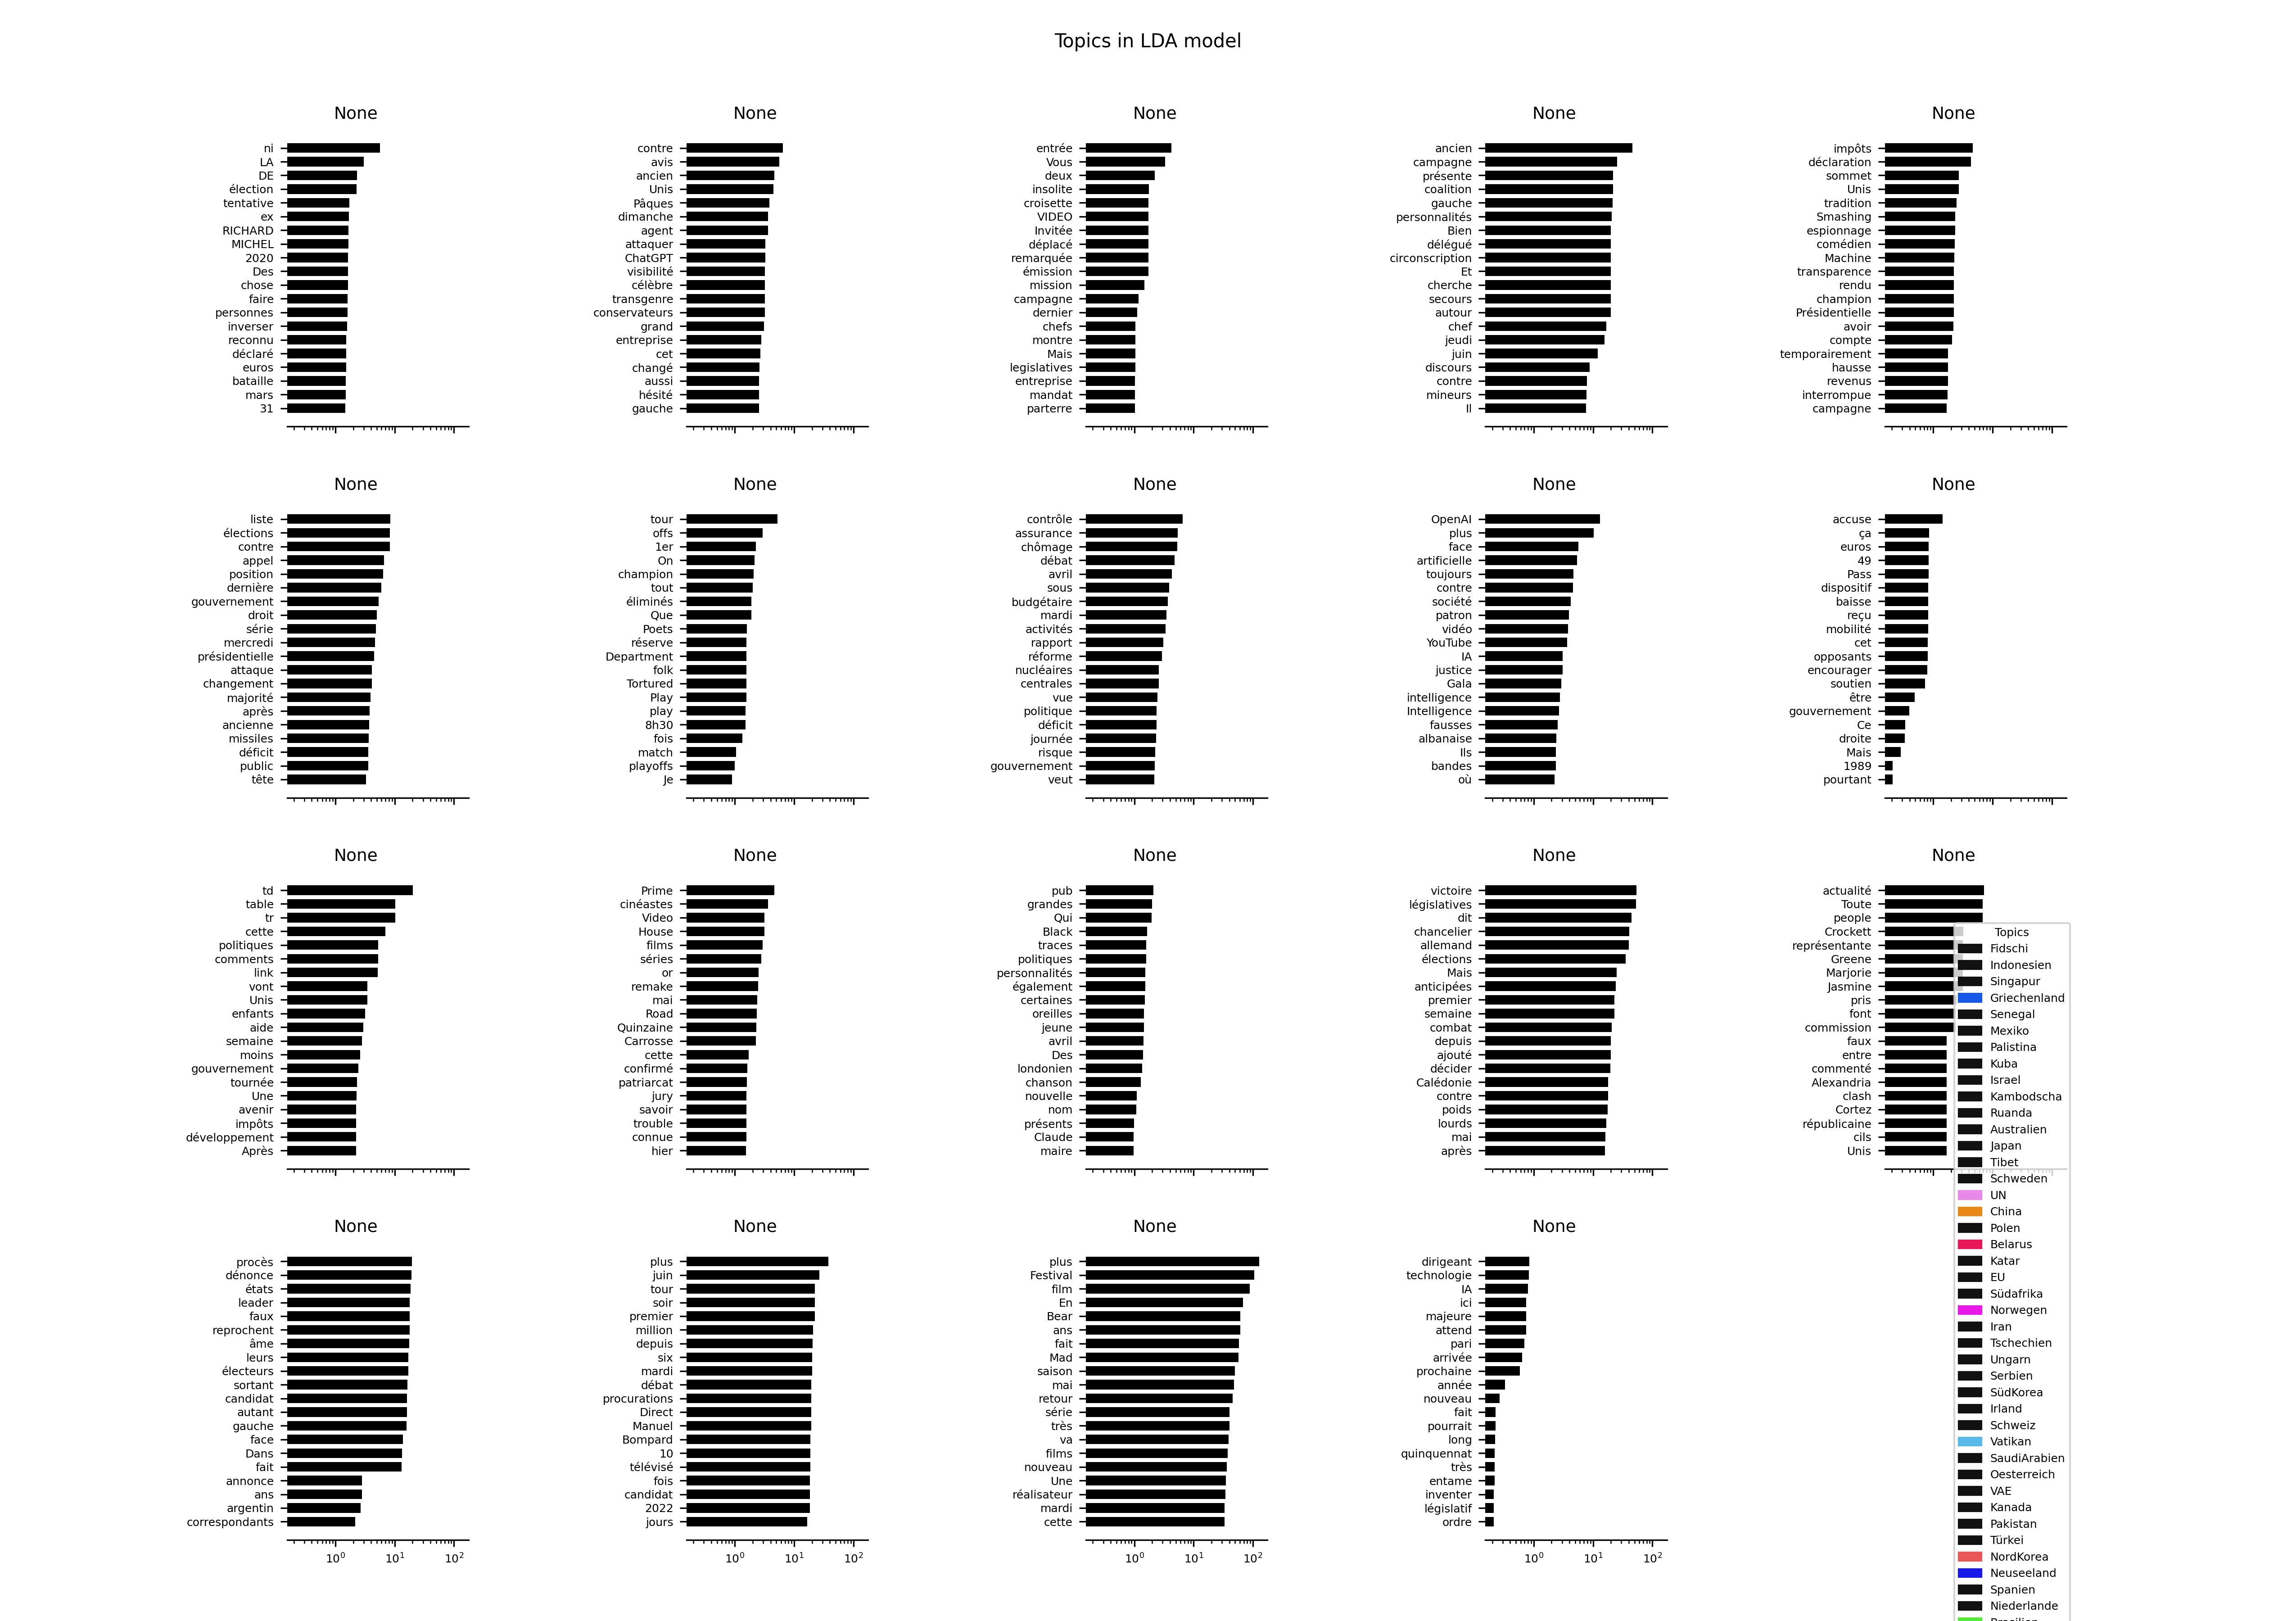 Topics in LDA model
None
ni
LA
DE
élection
tentative
ex
RICHARD
MICHEL
2020
Des
chose
faire
personnes
inverser
reconnu
déclaré
euros
bataille
mars
31
None
contre
avis
ancien
Unis
Pâques
dimanche
agent
attaquer
ChatGPT
visibilité
célèbre
transgenre
conservateurs
grand
entreprise
cet
changé
aussi
hésité
gauche
None
entrée
Vous
deux
insolite
croisette
VIDEO
Invitée
déplacé
remarquée
émission
mission
campagne
dernier
chefs
montre
Mais
legislatives
entreprise
mandat
parterre
None
ancien
campagne
présente
coalition
gauche
personnalités
Bien
délégué
circonscription
Et
cherche
secours
autour
chef
jeudi
juin
discours
contre
mineurs
Il
None
impôts
déclaration
sommet
Unis
tradition
Smashing
espionnage
comédien
Machine
transparence
rendu
champion
Présidentielle
avoir
compte
temporairement
hausse
revenus
interrompue
campagne
None
liste
élections
contre
appel
position
dernière
gouvernement
droit
série
mercredi
présidentielle
attaque
changement
majorité
après
ancienne
missiles
déficit
public
tête
None
tour
offs
1er
On
champion
tout
éliminés
Que
Poets
réserve
Department
folk
Tortured
Play
play
8h30
fois
match
playoffs
Je
None
contrôle
assurance
chômage
débat
avril
sous
budgétaire
mardi
activités
rapport
réforme
nucléaires
centrales
vue
politique
déficit
journée
risque
gouvernement
veut
None
OpenAI
plus
face
artificielle
toujours
contre
société
patron
vidéo
YouTube
IA
justice
Gala
intelligence
Intelligence
fausses
albanaise
Ils
bandes
où
None
accuse
ça
euros
49
Pass
dispositif
baisse
reçu
mobilité
cet
opposants
encourager
soutien
être
gouvernement
Ce
droite
Mais
1989
pourtant
None
td
table
tr
cette
politiques
comments
link
vont
Unis
enfants
aide
semaine
moins
gouvernement
tournée
Une
avenir
impôts
développement
Après
None
Prime
cinéastes
Video
House
films
séries
or
remake
mai
Road
Quinzaine
Carrosse
cette
confirmé
patriarcat
jury
savoir
trouble
connue
hier
None
pub
grandes
Qui
Black
traces
politiques
personnalités
également
certaines
oreilles
jeune
avril
Des
londonien
chanson
nouvelle
nom
présents
Claude
maire
None
victoire
législatives
dit
chancelier
allemand
élections
Mais
anticipées
premier
semaine
combat
depuis
ajouté
décider
Calédonie
contre
poids
lourds
mai
après
None
actualité
Toute
people
Crockett
représentante
Greene
Marjorie
Jasmine
pris
font
commission
faux
entre
commenté
Alexandria
clash
Cortez
républicaine
cils
Unis
None
procès
dénonce
états
leader
faux
reprochent
âme
leurs
électeurs
sortant
candidat
autant
gauche
face
Dans
fait
annonce
ans
argentin
correspondants
10⁰ 10¹ 10²
None
plus
juin
tour
soir
premier
million
depuis
six
mardi
débat
procurations
Direct
Manuel
Bompard
10
télévisé
fois
candidat
2022
jours
10⁰ 10¹ 10²
None
plus
Festival
film
En
Bear
ans
fait
Mad
saison
mai
retour
série
très
va
films
nouveau
Une
réalisateur
mardi
cette
10⁰ 10¹ 10²
None
dirigeant
technologie
IA
ici
majeure
attend
pari
arrivée
prochaine
année
nouveau
fait
pourrait
long
quinquennat
très
entame
inventer
législatif
ordre
10⁰ 10¹ 10²
Topics
Fidschi
Indonesien
Singapur
Griechenland
Senegal
Mexiko
Palistina
Kuba
Israel
Kambodscha
Ruanda
Australien
Japan
Tibet
Schweden
UN
China
Polen
Belarus
Katar
EU
Südafrika
Norwegen
Iran
Tschechien
Ungarn
Serbien
SüdKorea
Irland
Schweiz
Vatikan
SaudiArabien
Oesterreich
VAE
Kanada
Pakistan
Türkei
NordKorea
Neuseeland
Spanien
Niederlande